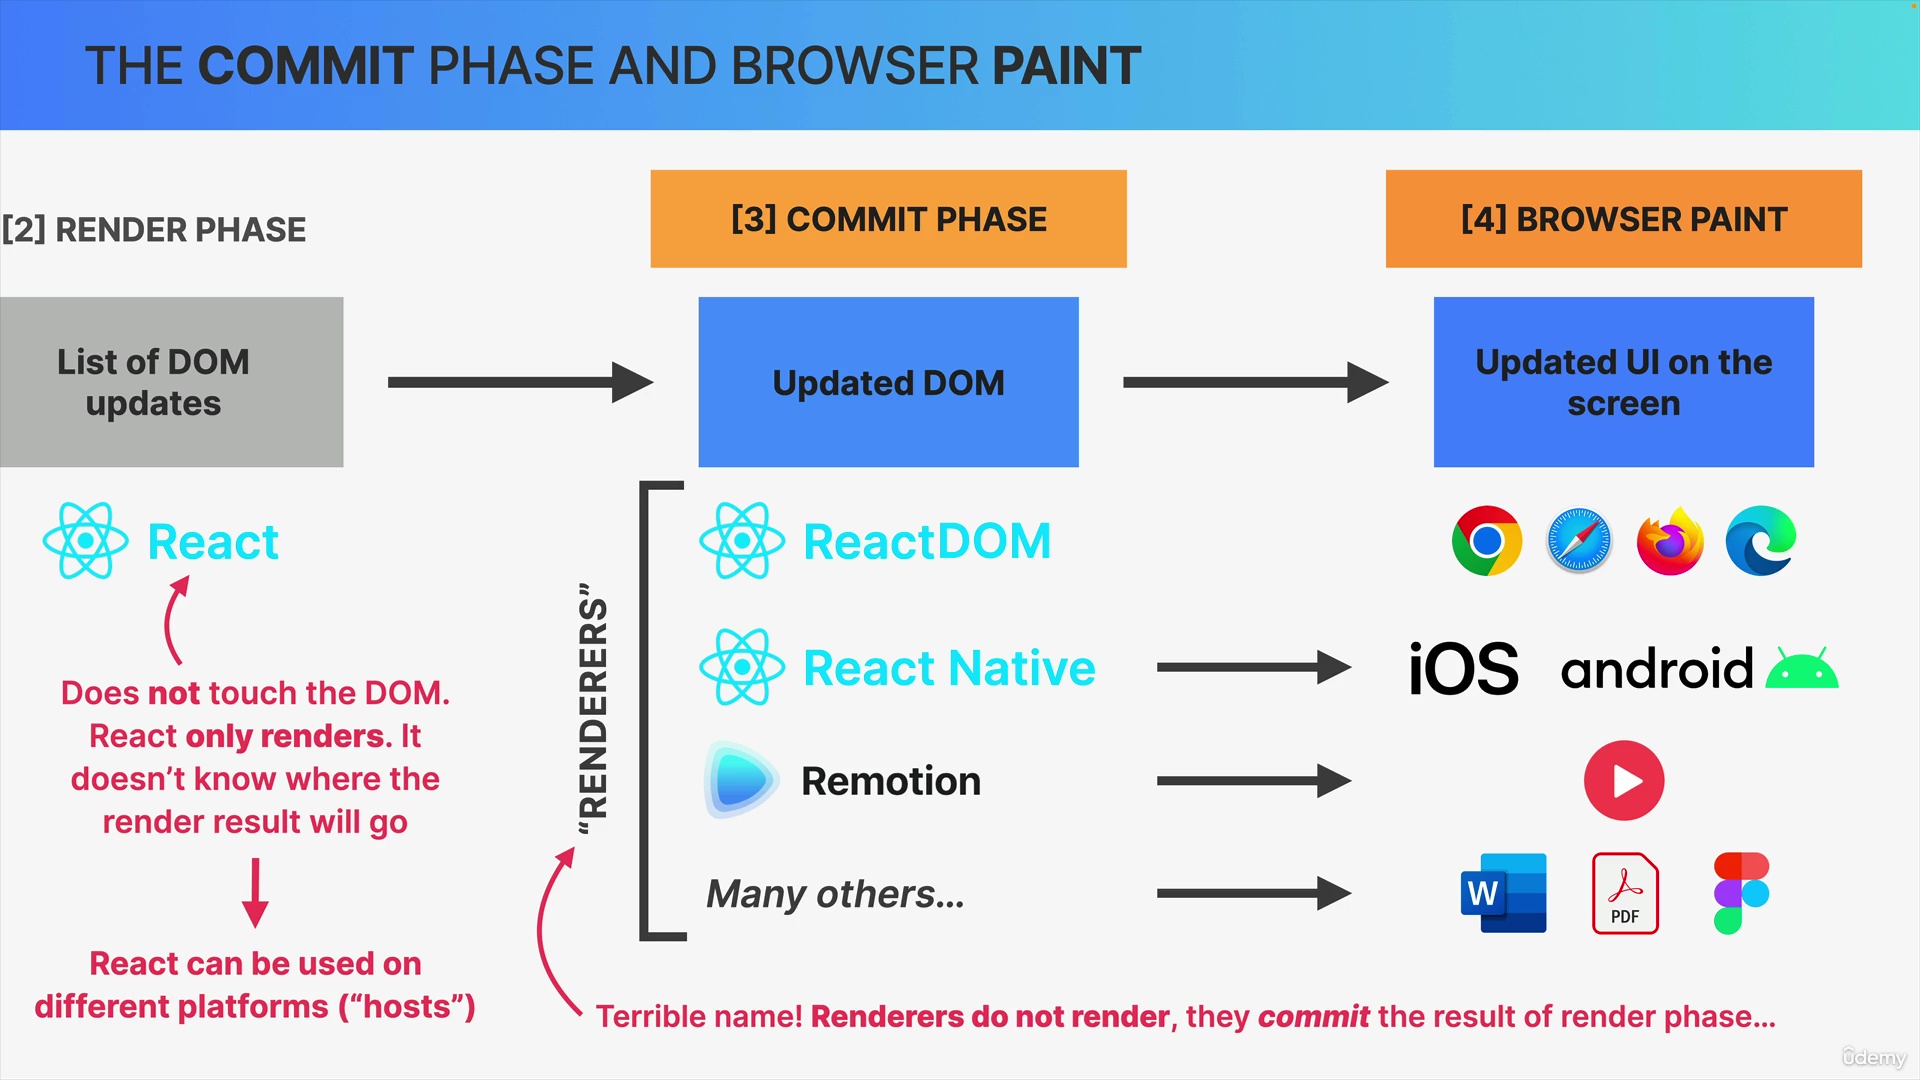 THE COMMIT PHASE AND BROWSER PAINT
[2] RENDER PHASE
[3] COMMIT PHASE
[4] BROWSER PAINT
List of DOM
updates
Updated DOM
Updated UI on the
screen
React
Does not touch the DOM.
React only renders. It
doesn’t know where the
render result will go
React can be used on
different platforms (“hosts”)
“RENDERERS”
ReactDOM
React Native
iOS
android
Remotion
Many others...
W
PDF
Terrible name! Renderers do not render, they commit the result of render phase...
ûdemy